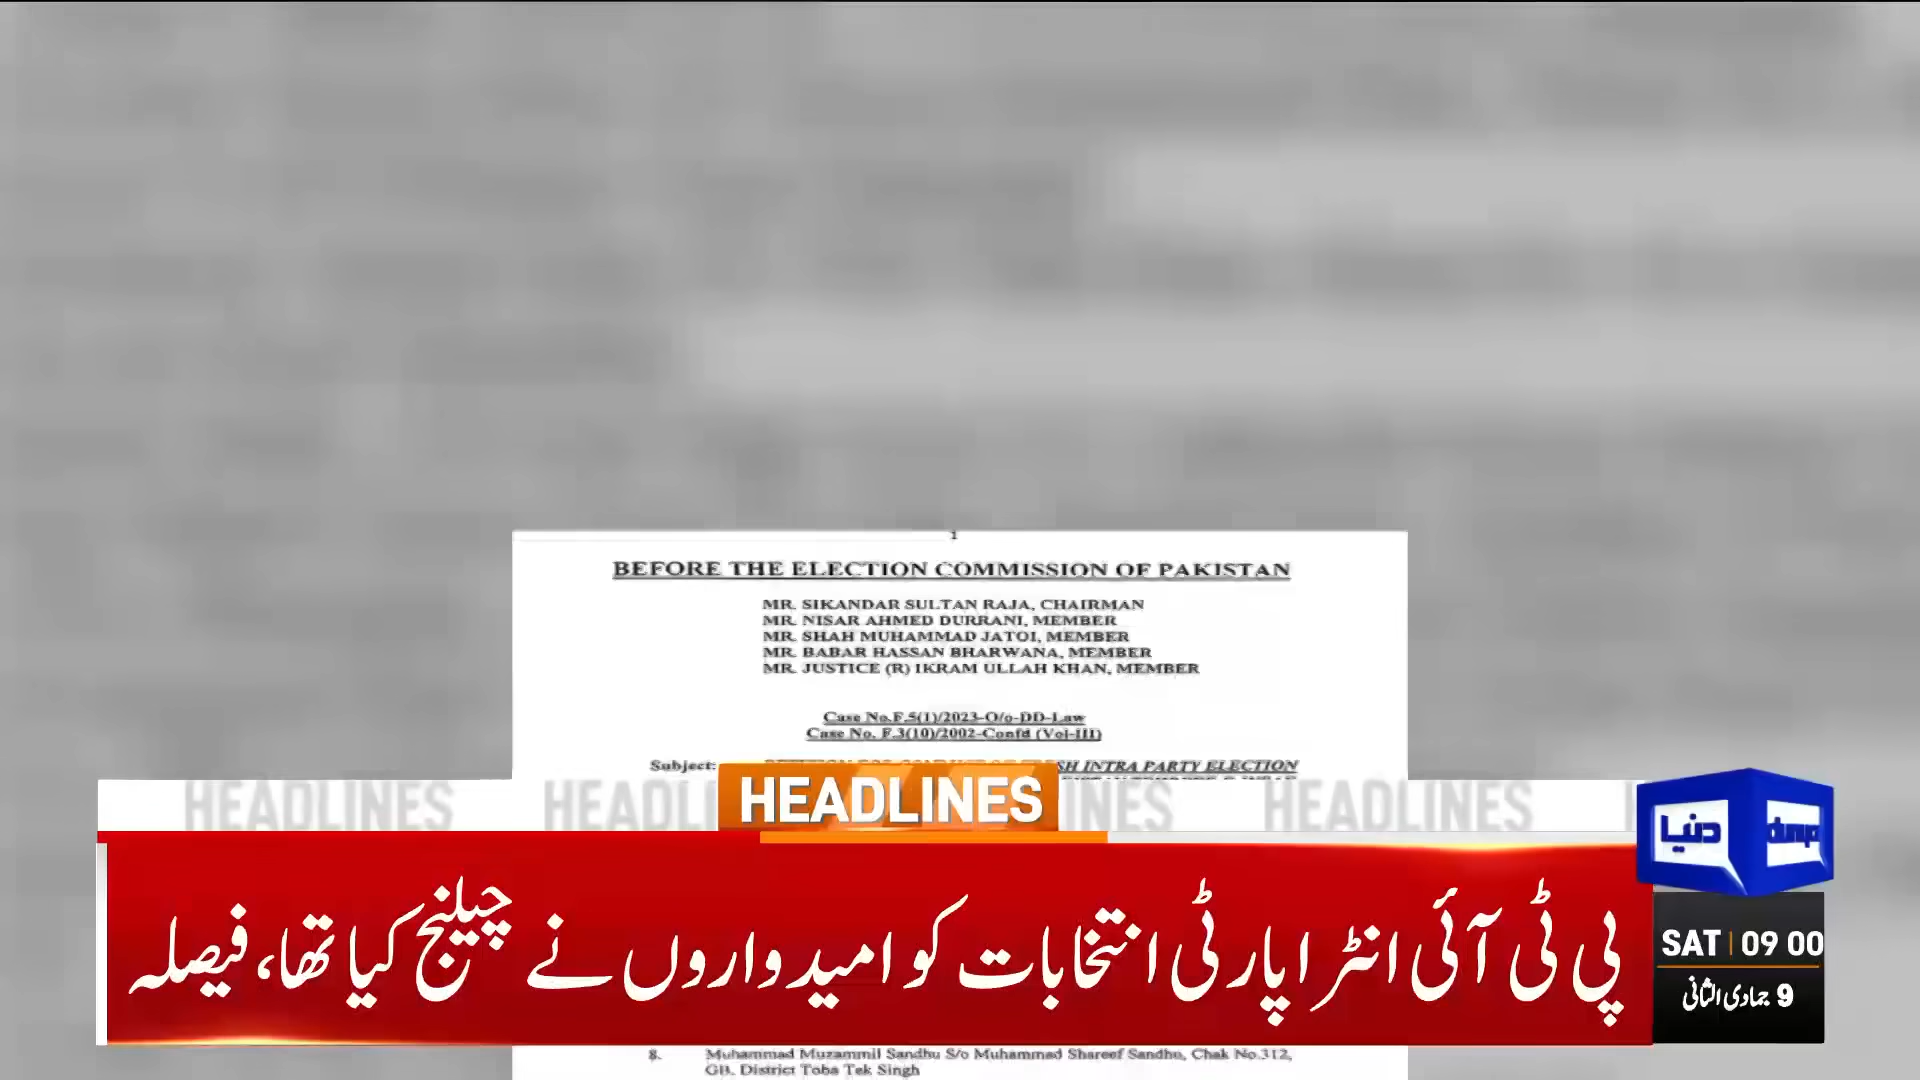 1
BEFORE THE ELECTION COMMISSION OF PAKISTAN
MR. SIKANDAR SULTAN RAJA, CHAIRMAN
MR. NISAR AHMED DURRANI, MEMBER
MR. SHAH MUHAMMAD JATOI, MEMBER
MR. BABAR HASSAN BHARWANA, MEMBER
MR. JUSTICE (R) IKRAM ULLAH KHAN, MEMBER
Case No.F.5(1)/2023-O/o-DD-Law
Case No. F.3(10)/2002-Confd (Vol-III)
Subject: INTRA PARTY ELECTION
HEADLINES HEADLINES HEADLINES
HEADLINES
دنیا
dunya
پی ٹی آئی انٹرا پارٹی انتخابات کو امیدواروں نے چیلنج کیا تھا، فیصلہ
SAT 09 00
9 جمادی الثانی
8. Muhammad Muzammil Sandhu S/o Muhammad Shareef Sandhu, Chak No.312,
GB, District Toba Tek Singh